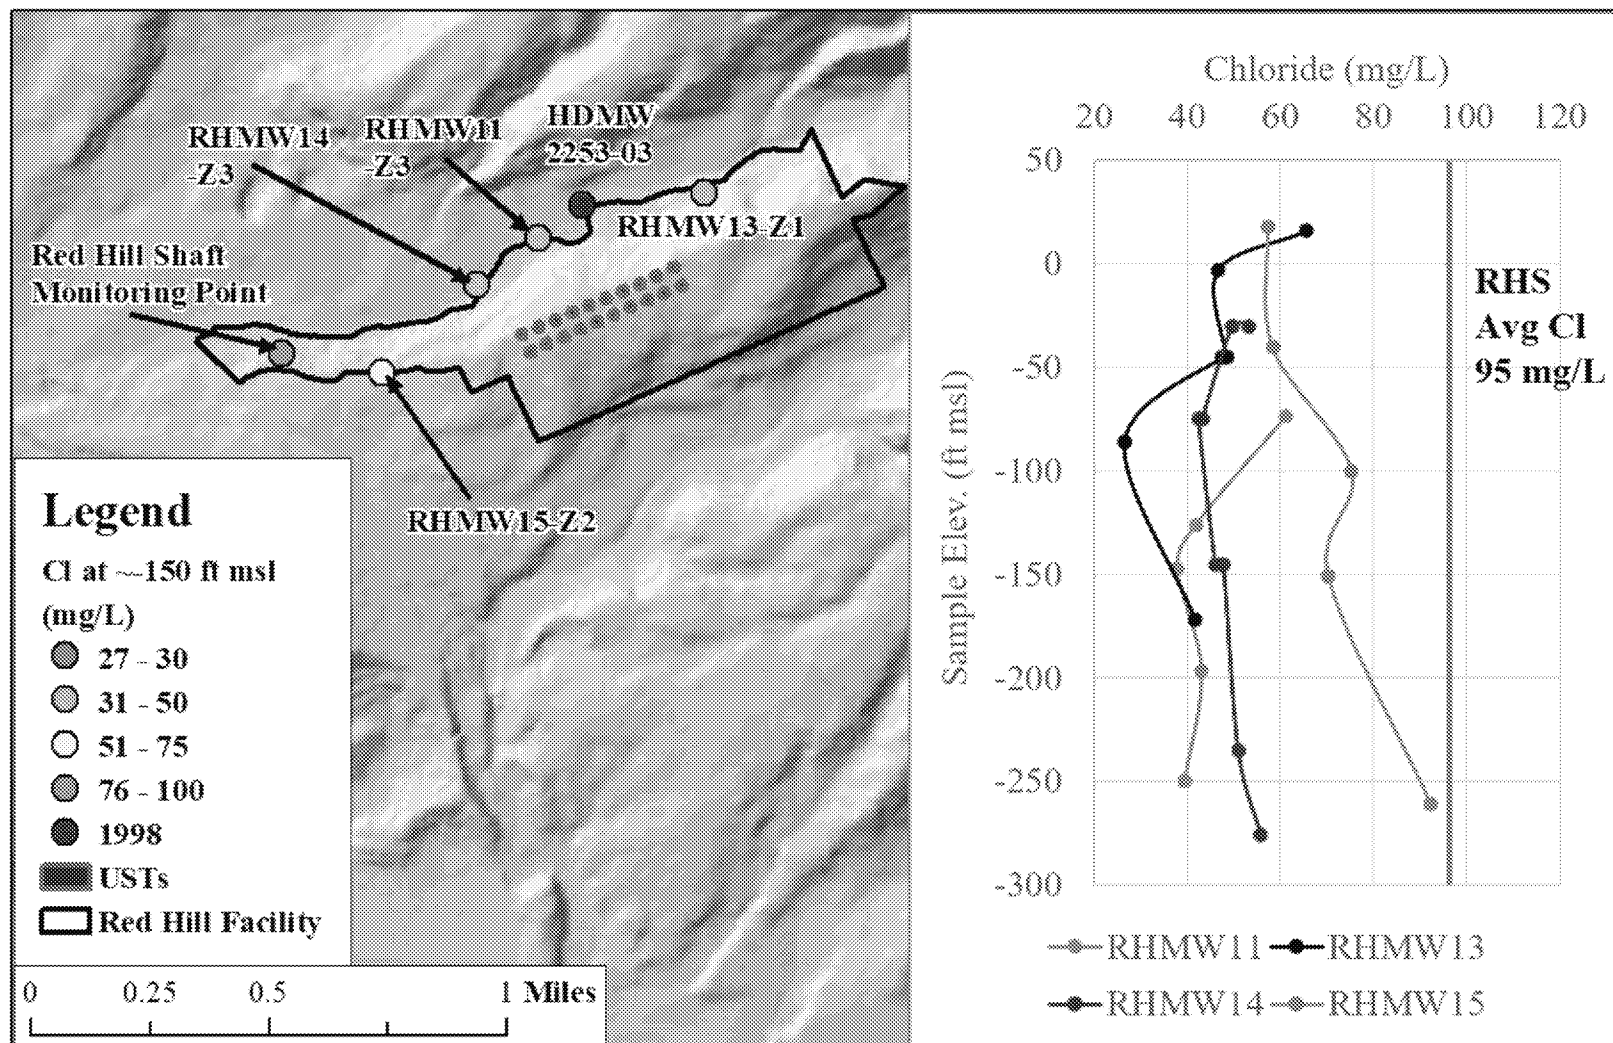 RHMW14
-Z3
RHMW11
-Z3
HDMW
2253-03
RHMW13-Z1
Red Hill Shaft
Monitoring Point
RHMW15-Z2
Legend
Cl at ~-150 ft msl
(mg/L)
27 - 30
31 - 50
51 - 75
76 - 100
1998
USTs
Red Hill Facility
0 0.25 0.5 1 Miles
Chloride (mg/L)
20 40 60 80 100 120
50
0
-50
-100
-150
-200
-250
-300
Sample Elev. (ft msl)
RHS
Avg Cl
95 mg/L
RHMW11 RHMW13
RHMW14 RHMW15